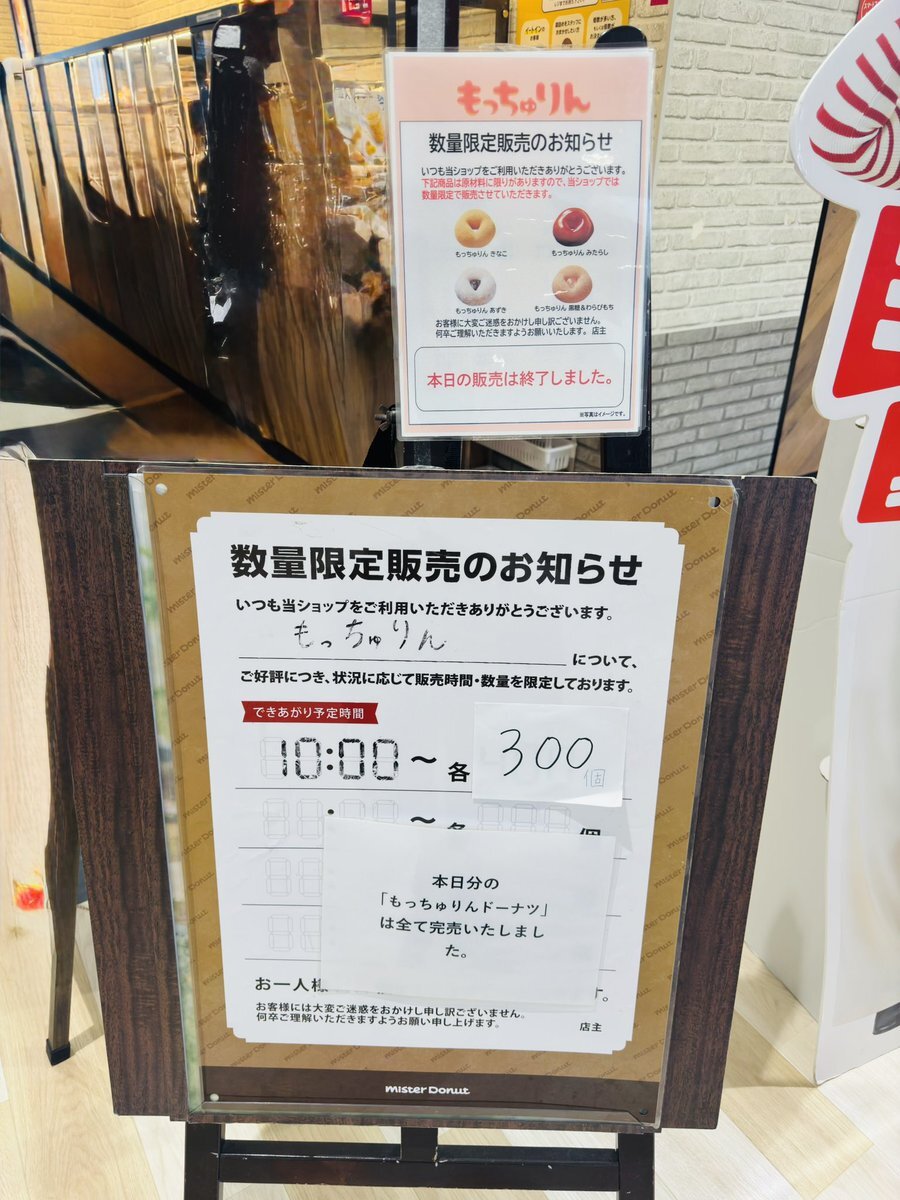 もっちゅりん
数量限定販売のお知らせ
いつも当ショップをご利用いただきありがとうございます。
下記商品は原材料に限りがありますので、当ショップでは
数量限定で販売させていただきます。
もっちゅりん きなこ
もっちゅりん みたらし
もっちゅりん あずき
もっちゅりん 黒糖&わらびもち
お客様に大変ご迷惑をおかけし申し訳ございません。
何卒ご理解いただきますようお願いいたします。 店主
本日の販売は終了しました。
※写真はイメージです。
数量限定販売のお知らせ
いつも当ショップをご利用いただきありがとうございます。
もっちゅりん
について、
ご好評につき、状況に応じて販売時間・数量を限定しております。
できあがり予定時間
10:00 ～ 各 300個
～ 各 個
本日分の
「もっちゅりんドーナツ」
は全て完売いたしまし
た。
お一人様
す。
お客様には大変ご迷惑をおかけし申し訳ございません。
何卒ご理解いただきますようお願い申し上げます。
店主
mister Donut